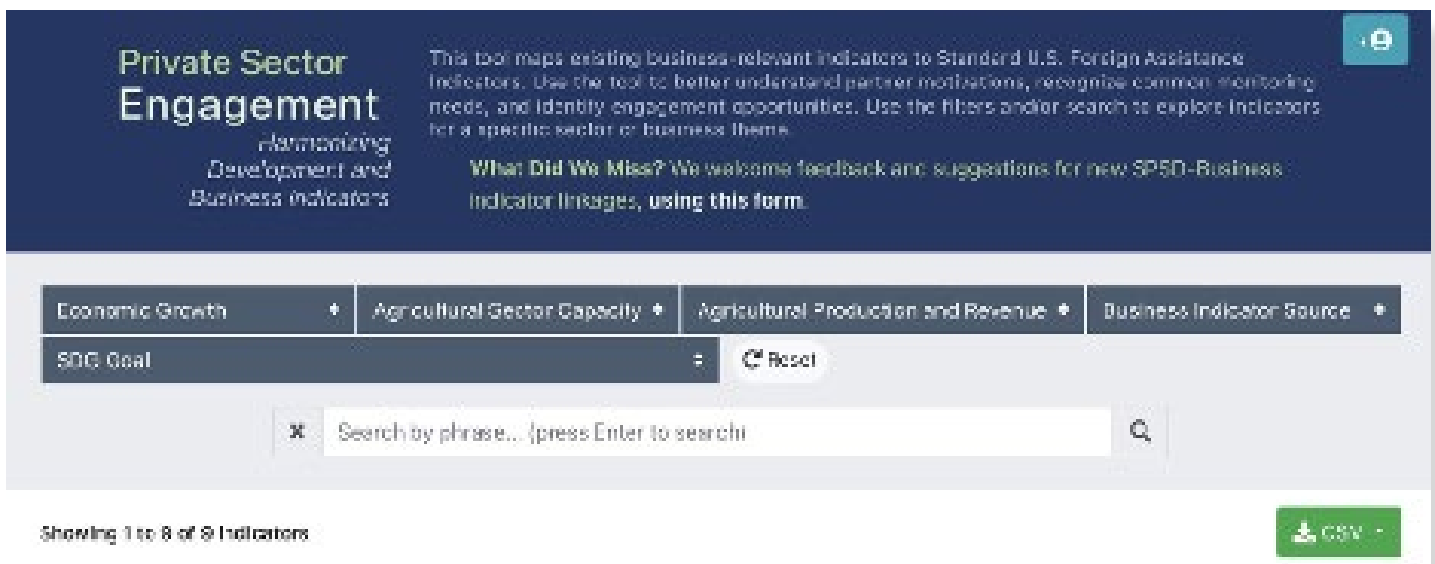 Private Sector
Engagement
Harmonizing
Development and
Business Indicators
This tool maps existing business-relevant indicators to Standard U.S. Foreign Assistance
Indicators. Use the tool to better understand partner motivations, recognize common monitoring
needs, and identify engagement opportunities. Use the filters and/or search to explore indicators
for a specific sector or business theme.
What Did We Miss? We welcome feedback and suggestions for new SPSD-Business
Indicator linkages, using this form.
Economic Growth
Agricultural Sector Capacity
Agricultural Production and Revenue
Business Indicator Source
SDG Goal
Reset
Search by phrase... (press Enter to search)
Showing 1 to 9 of 9 indicators
CSV